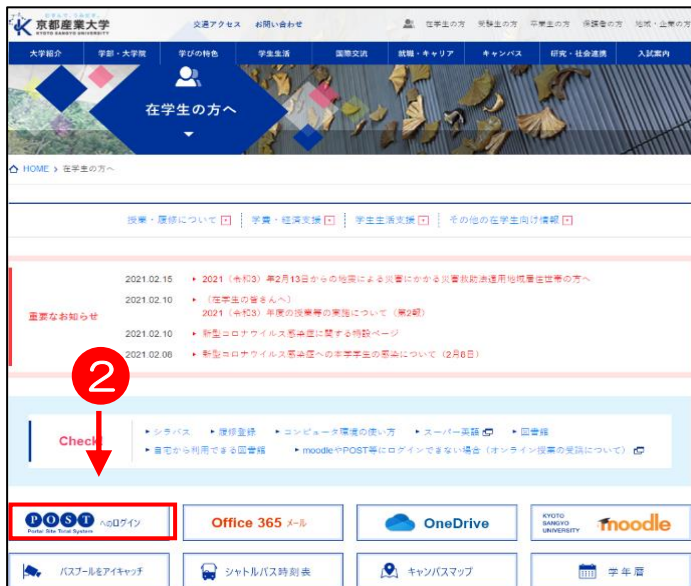 京都産業大学
KYOTO SANGYO UNIVERSITY
交通アクセス お問い合わせ
在学生の方 受験生の方 卒業生の方 保護者の方 地域・企業の方
大学紹介 学部・大学院 学びの特色 学生生活 国際交流 就職・キャリア キャンパス 研究・社会連携 入試案内
在学生の方へ
HOME > 在学生の方へ
授業・履修について 学費・経済支援 学生生活支援 その他の在学生向け情報
重要なお知らせ
2021.02.15 2021(令和3)年2月13日からの地震による災害にかかる災害救助法適用地域居住世帯の方へ
2021.02.10 (在学生の皆さんへ)
2021(令和3)年度の授業等の実施について(第2報)
2021.02.10 新型コロナウイルス感染症に関する特設ページ
2021.02.08 新型コロナウイルス感染症への本学学生の感染について(2月8日)
2
Check!
シラバス 履修登録 コンピュータ環境の使い方 スーパー英語 図書館
自宅から利用できる図書館 moodleやPOST等にログインできない場合(オンライン授業の受講について)
POST へのログイン
Portal Site Total System
Office 365 メール
OneDrive
KYOTO SANGYO UNIVERSITY moodle
バスプールをアイキャッチ
シャトルバス時刻表
キャンパスマップ
学年暦